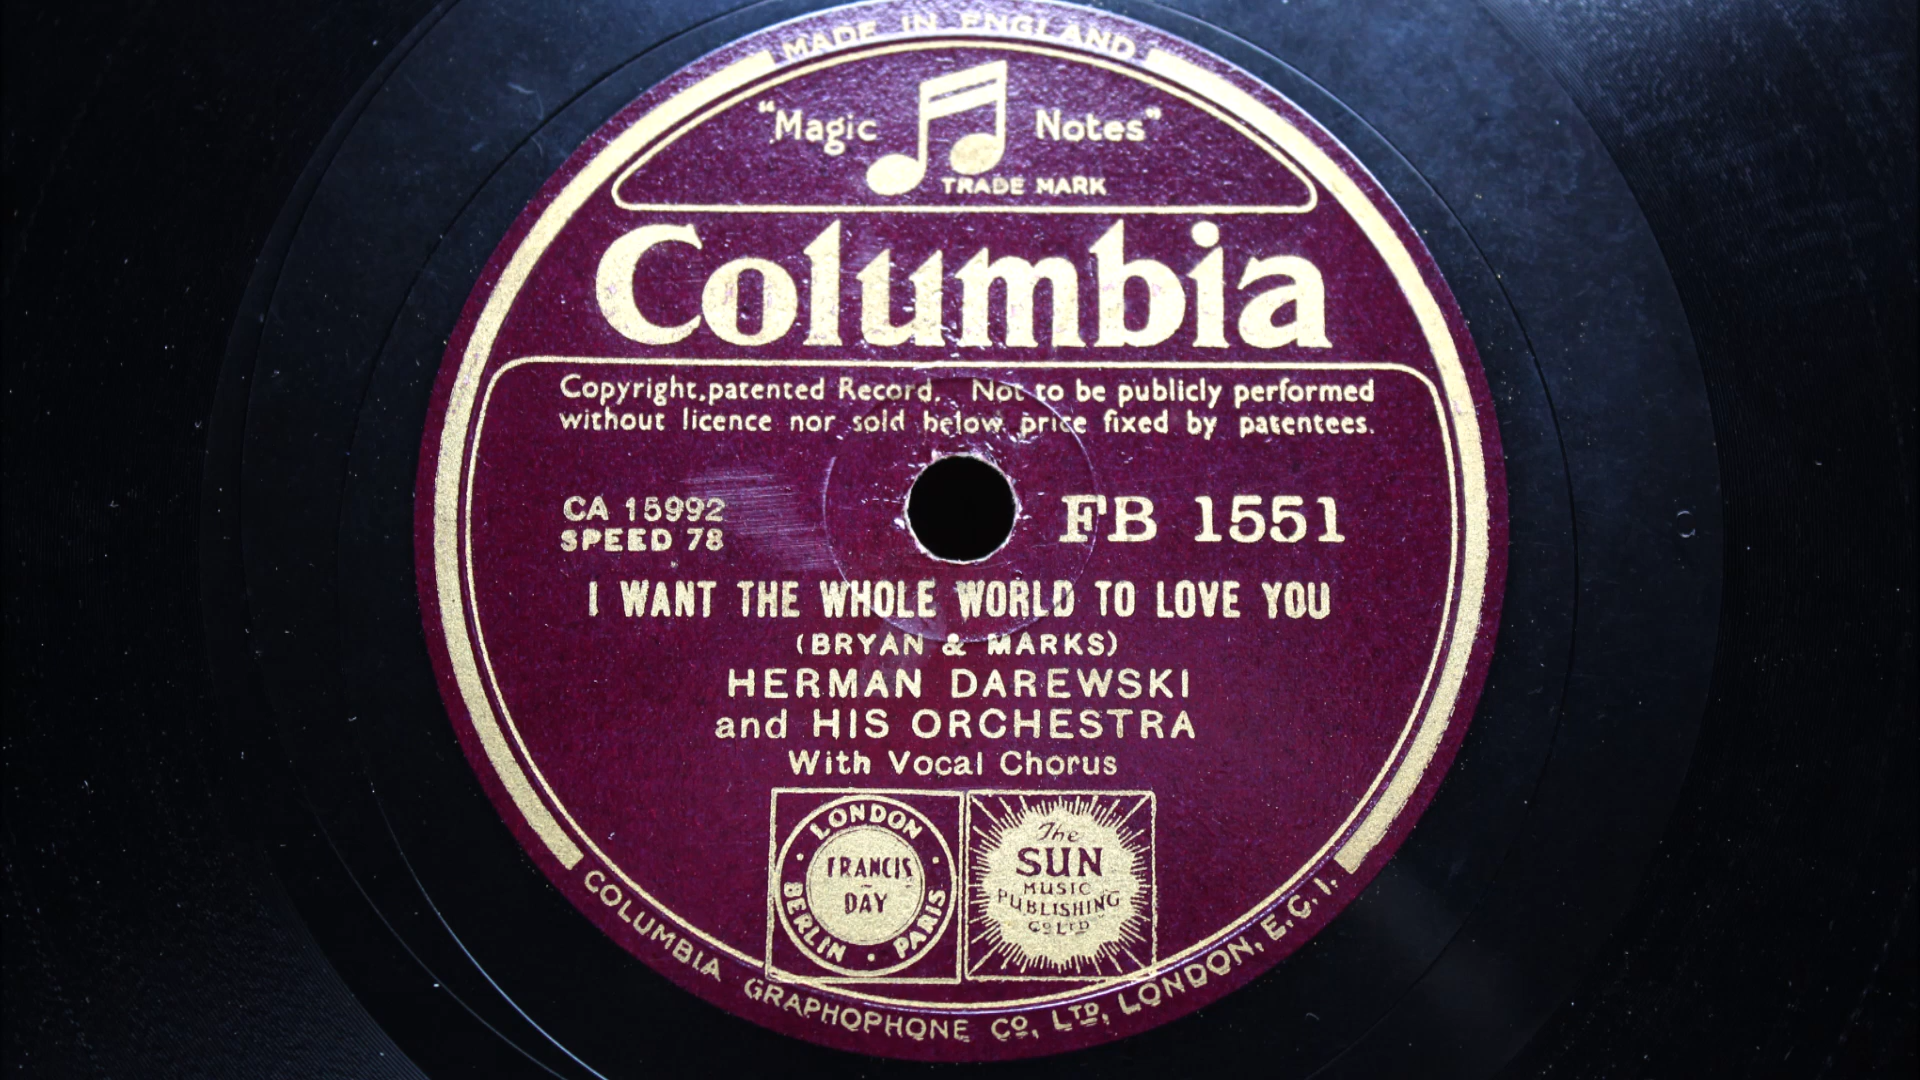 MADE IN ENGLAND
"Magic Notes"
TRADE MARK
Columbia
Copyright, patented Record. Not to be publicly performed
without licence nor sold below price fixed by patentees.
CA 15992
SPEED 78
FB 1551
I WANT THE WHOLE WORLD TO LOVE YOU
(BRYAN & MARKS)
HERMAN DAREWSKI
and HIS ORCHESTRA
With Vocal Chorus
LONDON · PARIS · BERLIN ·
FRANCIS
DAY
The
SUN
MUSIC
PUBLISHING
CO LTD
COLUMBIA GRAPHOPHONE CO, LTD, LONDON, E.C.1.